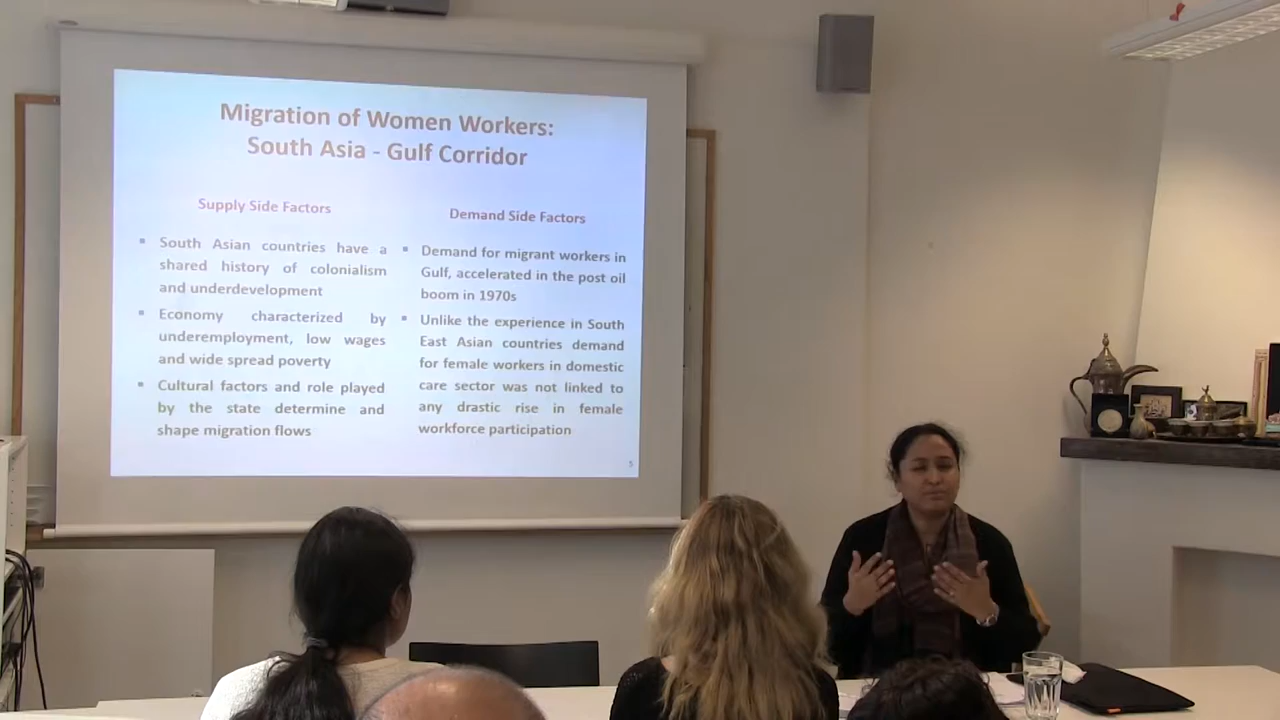 Migration of Women Workers:
South Asia - Gulf Corridor
Supply Side Factors
▪ South Asian countries have a
shared history of colonialism
and underdevelopment
▪ Economy characterized by
underemployment, low wages
and wide spread poverty
▪ Cultural factors and role played
by the state determine and
shape migration flows
Demand Side Factors
▪ Demand for migrant workers in
Gulf, accelerated in the post oil
boom in 1970s
▪ Unlike the experience in South
East Asian countries demand
for female workers in domestic
care sector was not linked to
any drastic rise in female
workforce participation
5